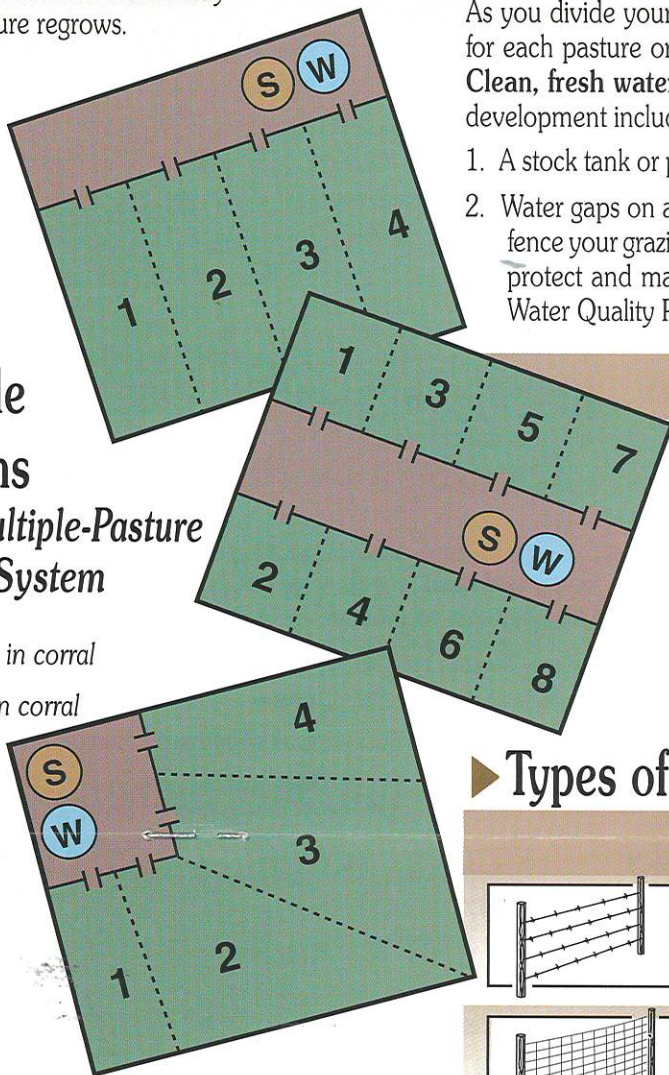 ure regrows.
S W
1 2 3 4
As you divide your
for each pasture or
Clean, fresh water
development includ
1. A stock tank or p
2. Water gaps on a
fence your grazi
protect and ma
Water Quality P
le
ns
ultiple-Pasture
System
in corral
n corral
1 3 5 7
S W
2 4 6 8
S
W
4
3
2
1
Types of